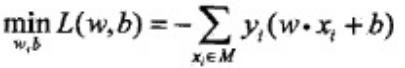 min_{w,b} L(w,b) = -∑_{x_i∈M} y_i(w•x_i + b)